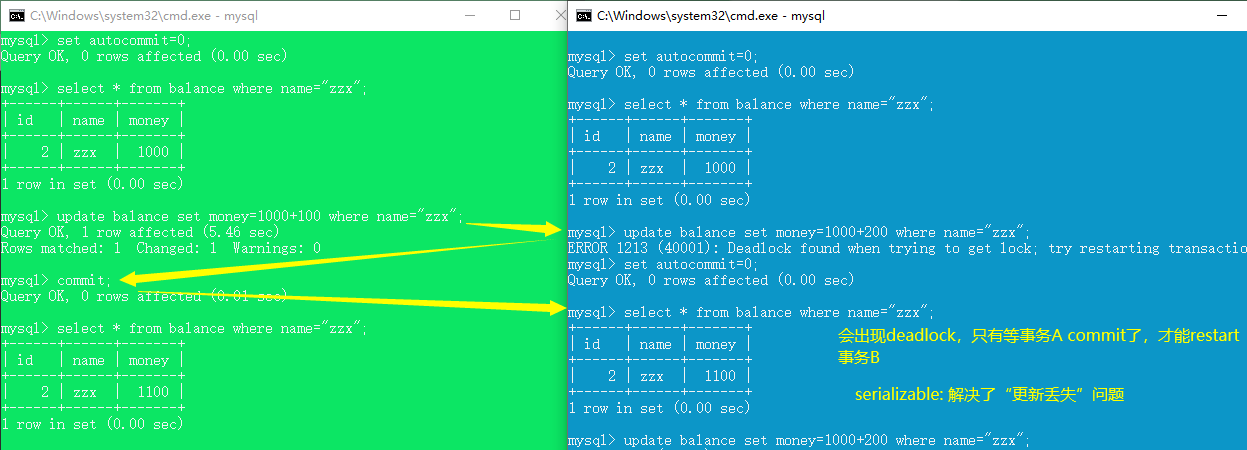 C:\Windows\system32\cmd.exe - mysql
mysql> set autocommit=0;
Query OK, 0 rows affected (0.00 sec)
mysql> select * from balance where name="zzx";
+------+------+-------+
| id | name | money |
+------+------+-------+
| 2 | zzx | 1000 |
+------+------+-------+
1 row in set (0.00 sec)
mysql> update balance set money=1000+100 where name="zzx";
Query OK, 1 row affected (5.46 sec)
Rows matched: 1 Changed: 1 Warnings: 0
mysql> commit;
Query OK, 0 rows affected (0.01 sec)
mysql> select * from balance where name="zzx";
+------+------+-------+
| id | name | money |
+------+------+-------+
| 2 | zzx | 1100 |
+------+------+-------+
1 row in set (0.00 sec)
C:\Windows\system32\cmd.exe - mysql
mysql> set autocommit=0;
Query OK, 0 rows affected (0.00 sec)
mysql> select * from balance where name="zzx";
+------+------+-------+
| id | name | money |
+------+------+-------+
| 2 | zzx | 1000 |
+------+------+-------+
1 row in set (0.00 sec)
mysql> update balance set money=1000+200 where name="zzx";
ERROR 1213 (40001): Deadlock found when trying to get lock; try restarting transactio
mysql> set autocommit=0;
Query OK, 0 rows affected (0.00 sec)
mysql> select * from balance where name="zzx";
+------+------+-------+
| id | name | money |
+------+------+-------+
| 2 | zzx | 1100 |
+------+------+-------+
1 row in set (0.00 sec)
mysql> update balance set money=1000+200 where name="zzx";
会出现deadlock，只有等事务A commit了，才能restart
事务B
serializable: 解决了“更新丢失”问题